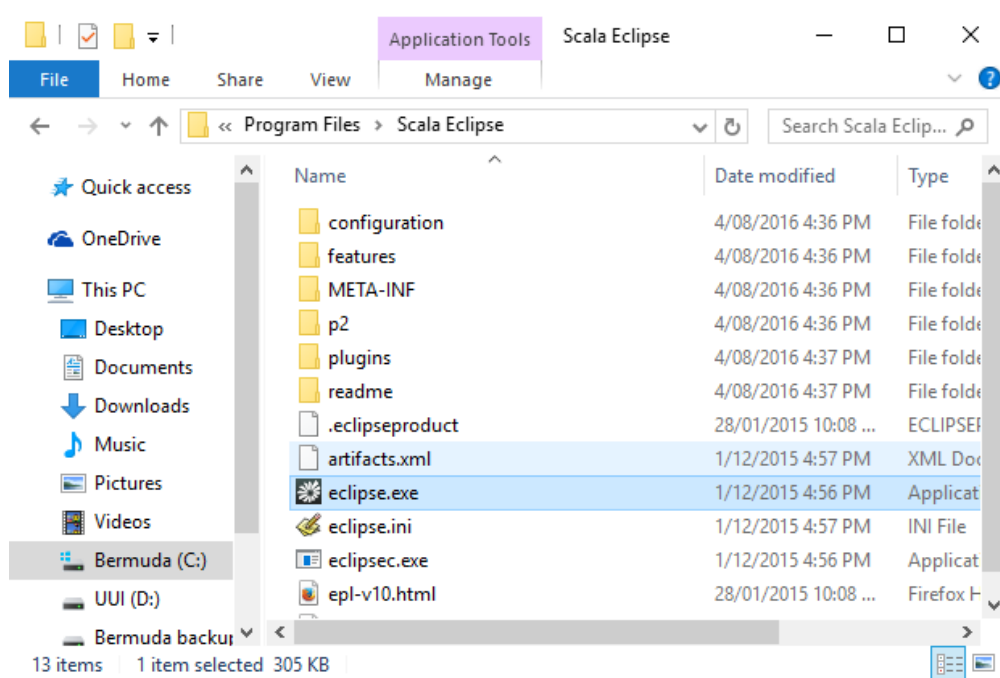 Application Tools Scala Eclipse
File Home Share View Manage ?
« Program Files > Scala Eclipse Search Scala Eclip...
Name Date modified Type
Quick access
OneDrive
This PC
Desktop
Documents
Downloads
Music
Pictures
Videos
Bermuda (C:)
UUI (D:)
Bermuda backup
configuration 4/08/2016 4:36 PM File folde
features 4/08/2016 4:36 PM File folde
META-INF 4/08/2016 4:36 PM File folde
p2 4/08/2016 4:36 PM File folde
plugins 4/08/2016 4:37 PM File folde
readme 4/08/2016 4:37 PM File folde
.eclipseproduct 28/01/2015 10:08 ... ECLIPSEF
artifacts.xml 1/12/2015 4:57 PM XML Doc
eclipse.exe 1/12/2015 4:56 PM Applicat
eclipse.ini 1/12/2015 4:57 PM INI File
eclipsec.exe 1/12/2015 4:56 PM Applicat
epl-v10.html 28/01/2015 10:08 ... Firefox H
13 items 1 item selected 305 KB